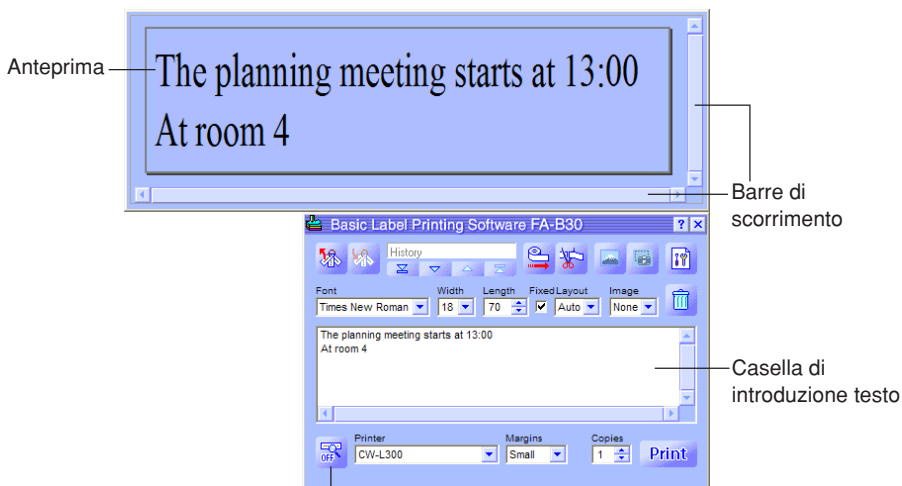 Anteprima
The planning meeting starts at 13:00
At room 4
Barre di
scorrimento
Basic Label Printing Software FA-B30
?
History
Font
Width
Length
Fixed
Layout
Image
Times New Roman
18
70
Auto
None
The planning meeting starts at 13:00
At room 4
Casella di
introduzione testo
OFF
Printer
Margins
Copies
CW-L300
Small
1
Print